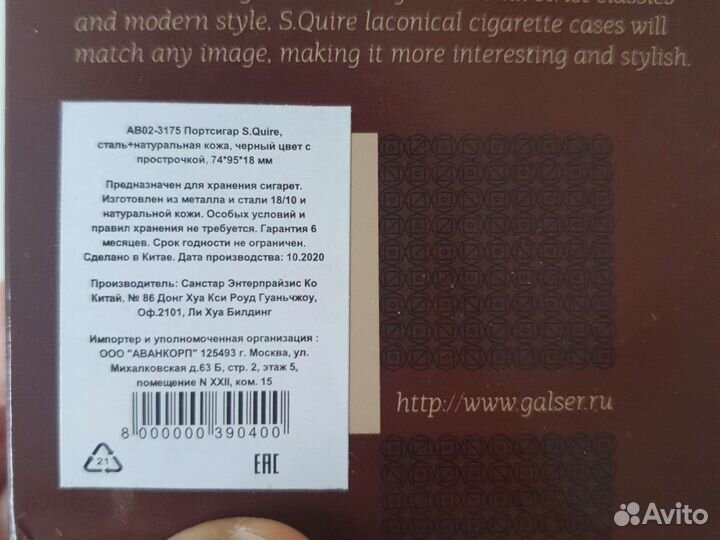 and modern style, S.Quire laconical cigarette cases will
match any image, making it more interesting and stylish.
AB02-3175 Портсигар S.Quire,
сталь+натуральная кожа, черный цвет с
прострочкой, 74*95*18 мм
Предназначен для хранения сигарет.
Изготовлен из металла и стали 18/10 и
натуральной кожи. Особых условий и
правил хранения не требуется. Гарантия 6
месяцев. Срок годности не ограничен.
Сделано в Китае. Дата производства: 10.2020
Производитель: Санстар Энтерпрайзис Ко
Китай, № 86 Донг Хуа Кси Роуд Гуаньчжоу,
Оф.2101, Ли Хуа Билдинг
Импортер и уполномоченная организация :
ООО "АВАНКОРП" 125493 г. Москва, ул.
Михалковская д.63 Б, стр. 2, этаж 5,
помещение N XXII, ком. 15
8 000000 390400
21
EAC
http://www.galser.ru
Avito